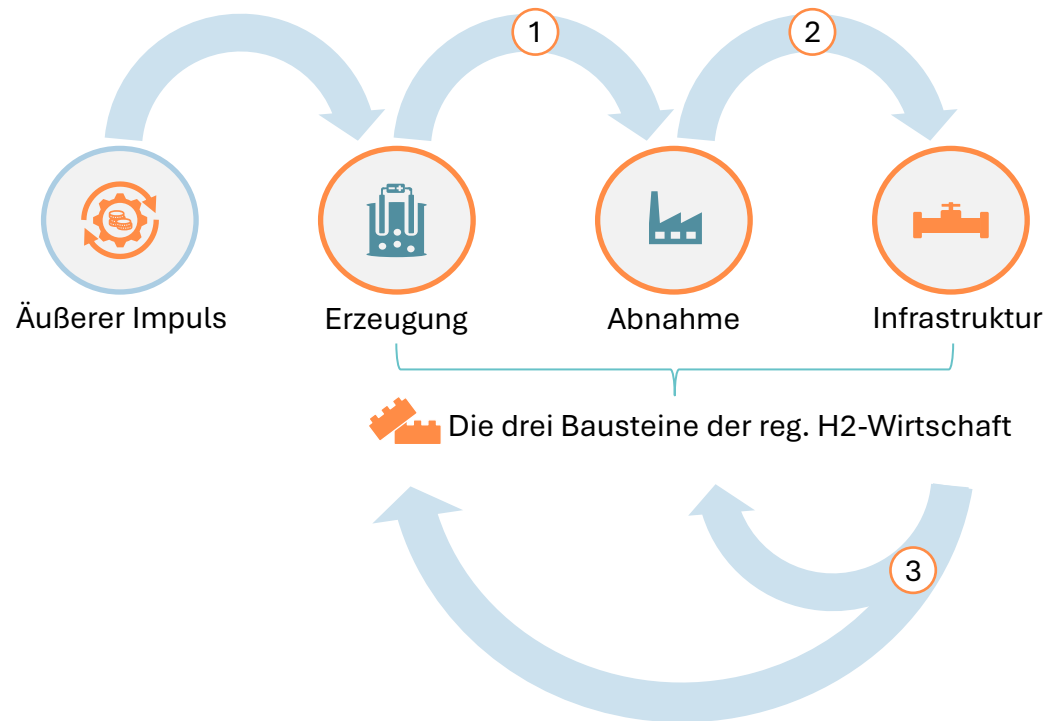 1
2
Äußerer Impuls
Erzeugung
Abnahme
Infrastruktur
Die drei Bausteine der reg. H2-Wirtschaft
3